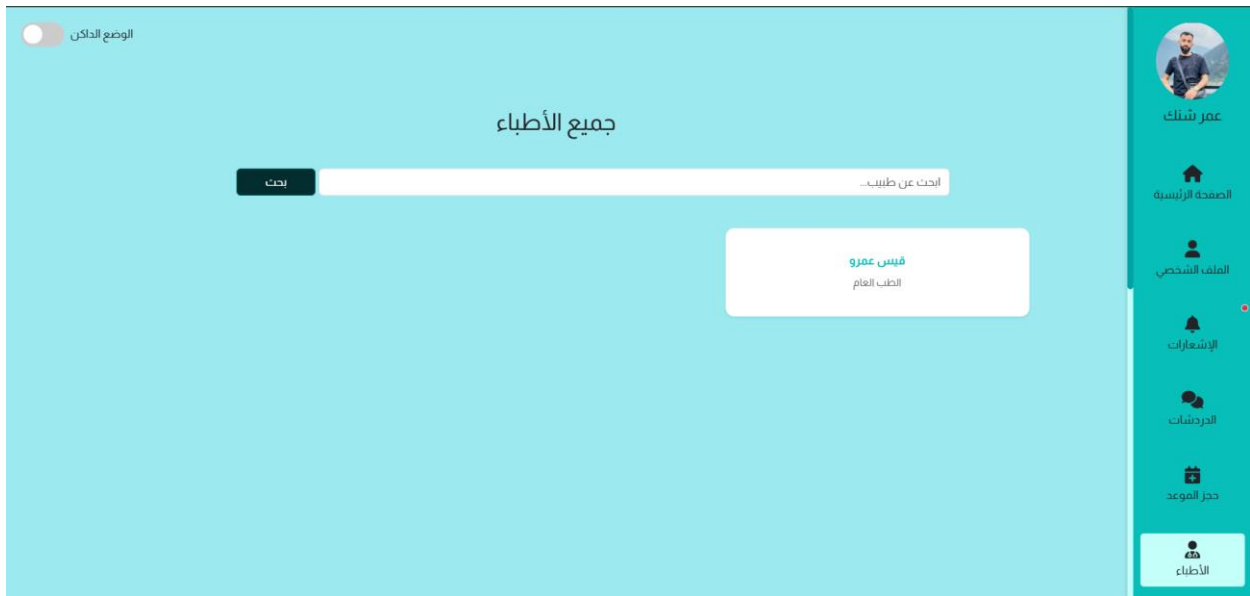 الوضع الداكن
عمر شتك
الصفحة الرئيسية
الملف الشخصي
الإشعارات
الدردشات
حجز الموعد
الأطباء
جميع الأطباء
ابحث عن طبيب...
بحث
قيس عمرو
الطب العام